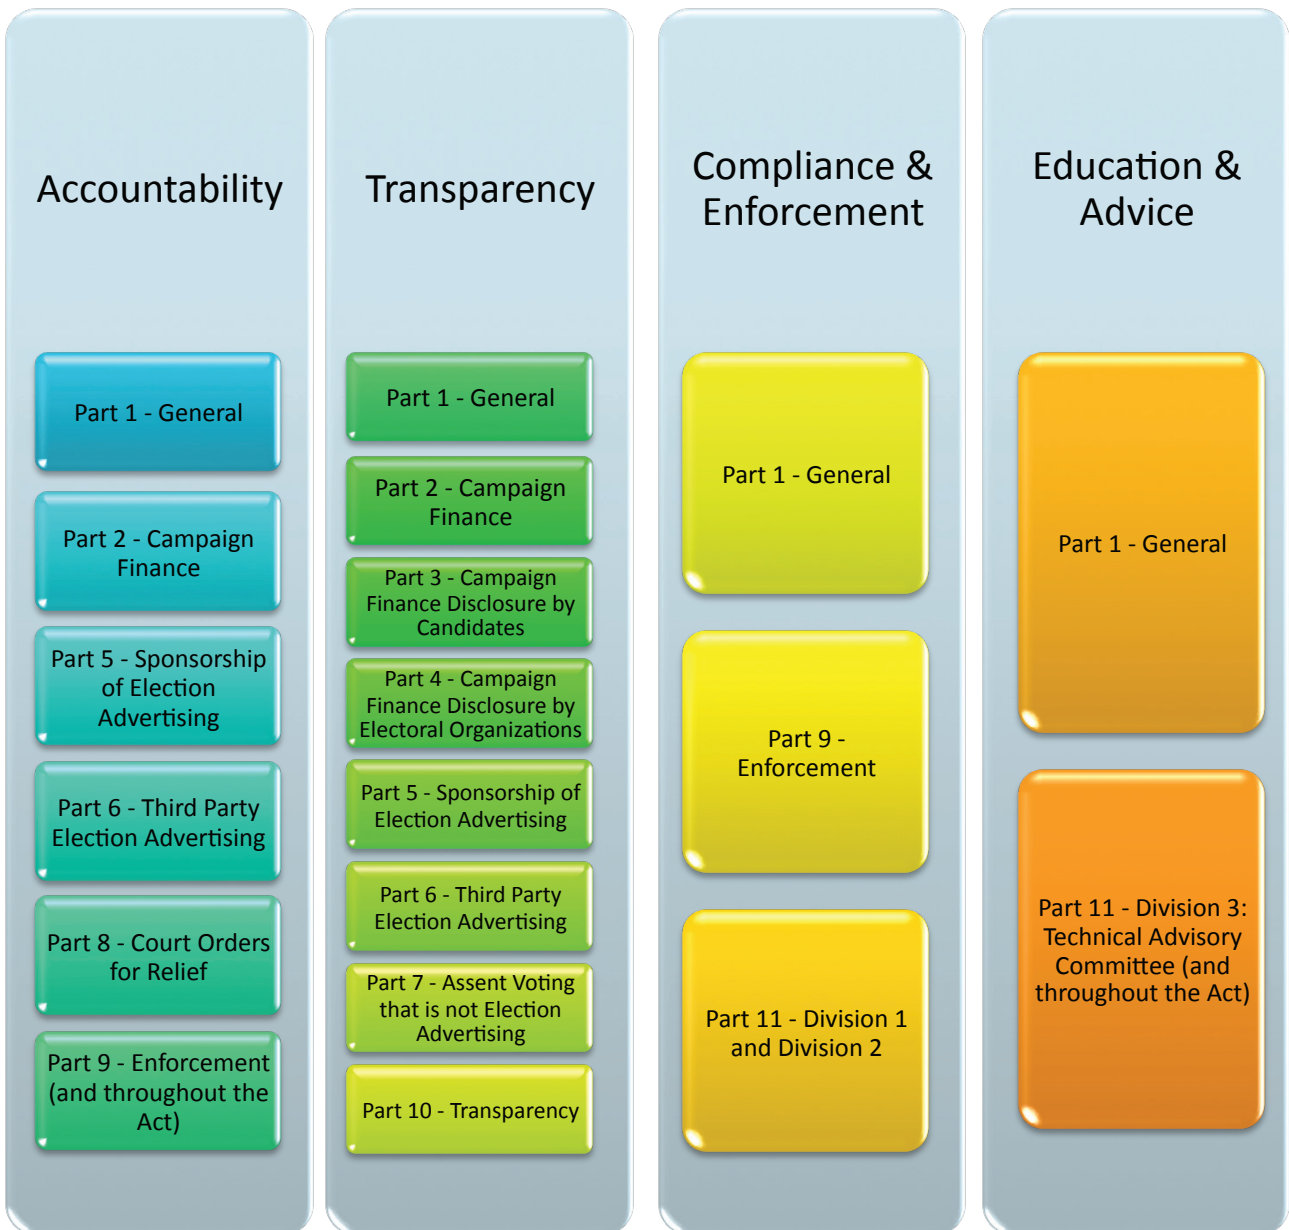 Accountability
Part 1 - General
Part 2 - Campaign
Finance
Part 5 - Sponsorship
of Election
Advertising
Part 6 - Third Party
Election Advertising
Part 8 - Court Orders
for Relief
Part 9 - Enforcement
(and throughout the
Act)
Transparency
Part 1 - General
Part 2 - Campaign
Finance
Part 3 - Campaign
Finance Disclosure by
Candidates
Part 4 - Campaign
Finance Disclosure by
Electoral Organizations
Part 5 - Sponsorship of
Election Advertising
Part 6 - Third Party
Election Advertising
Part 7 - Assent Voting
that is not Election
Advertising
Part 10 - Transparency
Compliance &
Enforcement
Part 1 - General
Part 9 -
Enforcement
Part 11 - Division 1
and Division 2
Education &
Advice
Part 1 - General
Part 11 - Division 3:
Technical Advisory
Committee (and
throughout the Act)